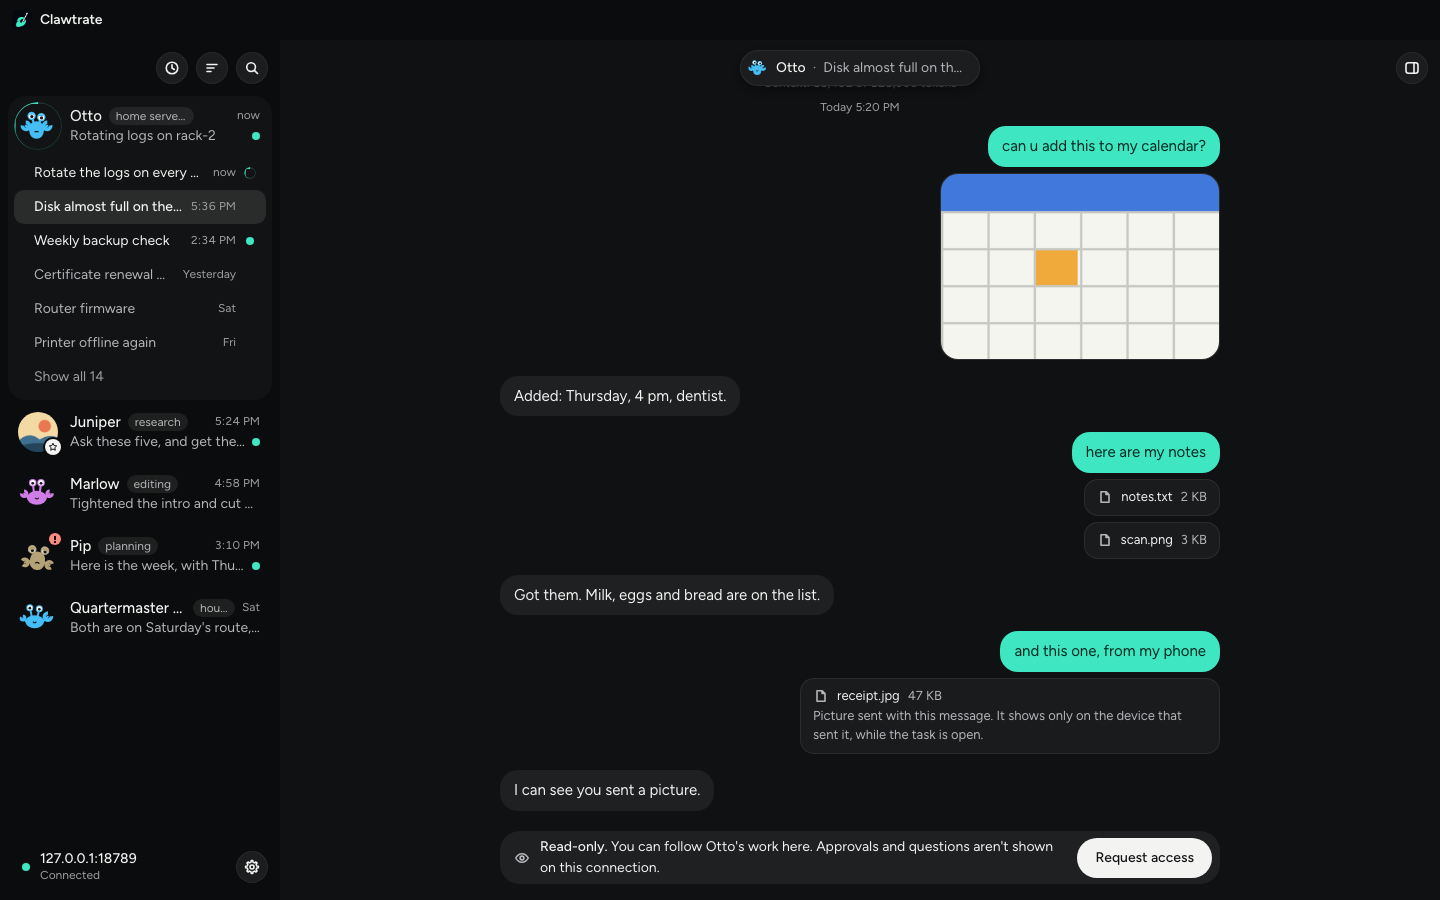 Clawtrate
Otto home serve… now
Rotating logs on rack-2
Rotate the logs on every … now
Disk almost full on the… 5:36 PM
Weekly backup check 2:34 PM
Certificate renewal … Yesterday
Router firmware Sat
Printer offline again Fri
Show all 14
Juniper research 5:24 PM
Ask these five, and get the…
Marlow editing 4:58 PM
Tightened the intro and cut …
Pip planning 3:10 PM
Here is the week, with Thu…
Quartermaster … hou… Sat
Both are on Saturday's route,…
127.0.0.1:18789
Connected
Otto · Disk almost full on th…
Today 5:20 PM
can u add this to my calendar?
Added: Thursday, 4 pm, dentist.
here are my notes
notes.txt 2 KB
scan.png 3 KB
Got them. Milk, eggs and bread are on the list.
and this one, from my phone
receipt.jpg 47 KB
Picture sent with this message. It shows only on the device that
sent it, while the task is open.
I can see you sent a picture.
Read-only. You can follow Otto's work here. Approvals and questions aren't shown
on this connection.
Request access